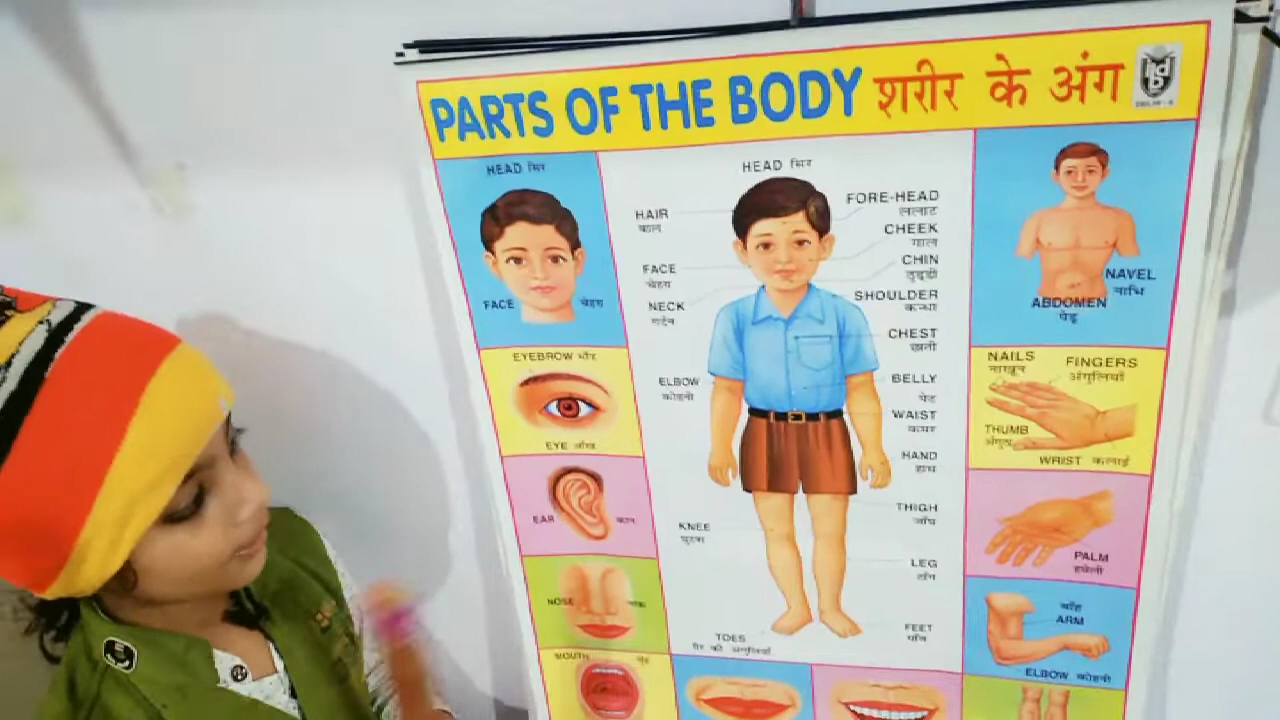 PARTS OF THE BODY शरीर के अंग
HEAD सिर
FACE चेहरा
EYEBROW भौंह
EYE आँख
EAR कान
NOSE नाक
MOUTH मुँह
HEAD सिर
HAIR
बाल
FACE
चेहरा
NECK
गर्दन
ELBOW
कोहनी
KNEE
घुटना
TOES
पैर की अंगुलियाँ
FORE-HEAD
ललाट
CHEEK
गाल
CHIN
ठुड्डी
SHOULDER
कन्धा
CHEST
छाती
BELLY
पेट
WAIST
कमर
HAND
हाथ
THIGH
जाँघ
LEG
टाँग
FEET
पाँव
NAVEL
नाभि
ABDOMEN
पेडू
NAILS
नाखून
FINGERS
अंगुलियाँ
THUMB
WRIST कलाई
PALM
हथेली
बाँह
ARM
ELBOW कोहनी